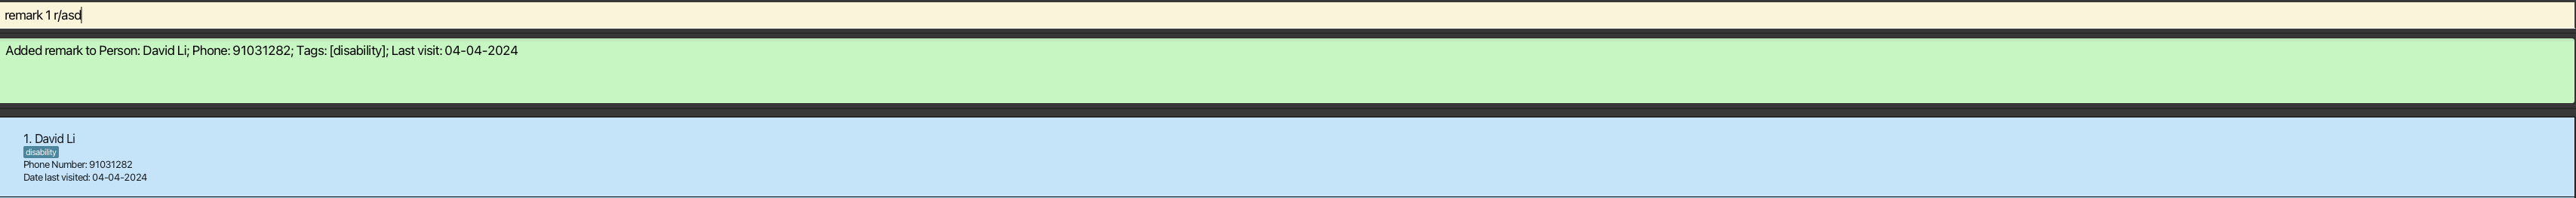 remark 1 r/asd
Added remark to Person: David Li; Phone: 91031282; Tags: [disability]; Last visit: 04-04-2024
1. David Li
disability
Phone Number: 91031282
Date last visited: 04-04-2024